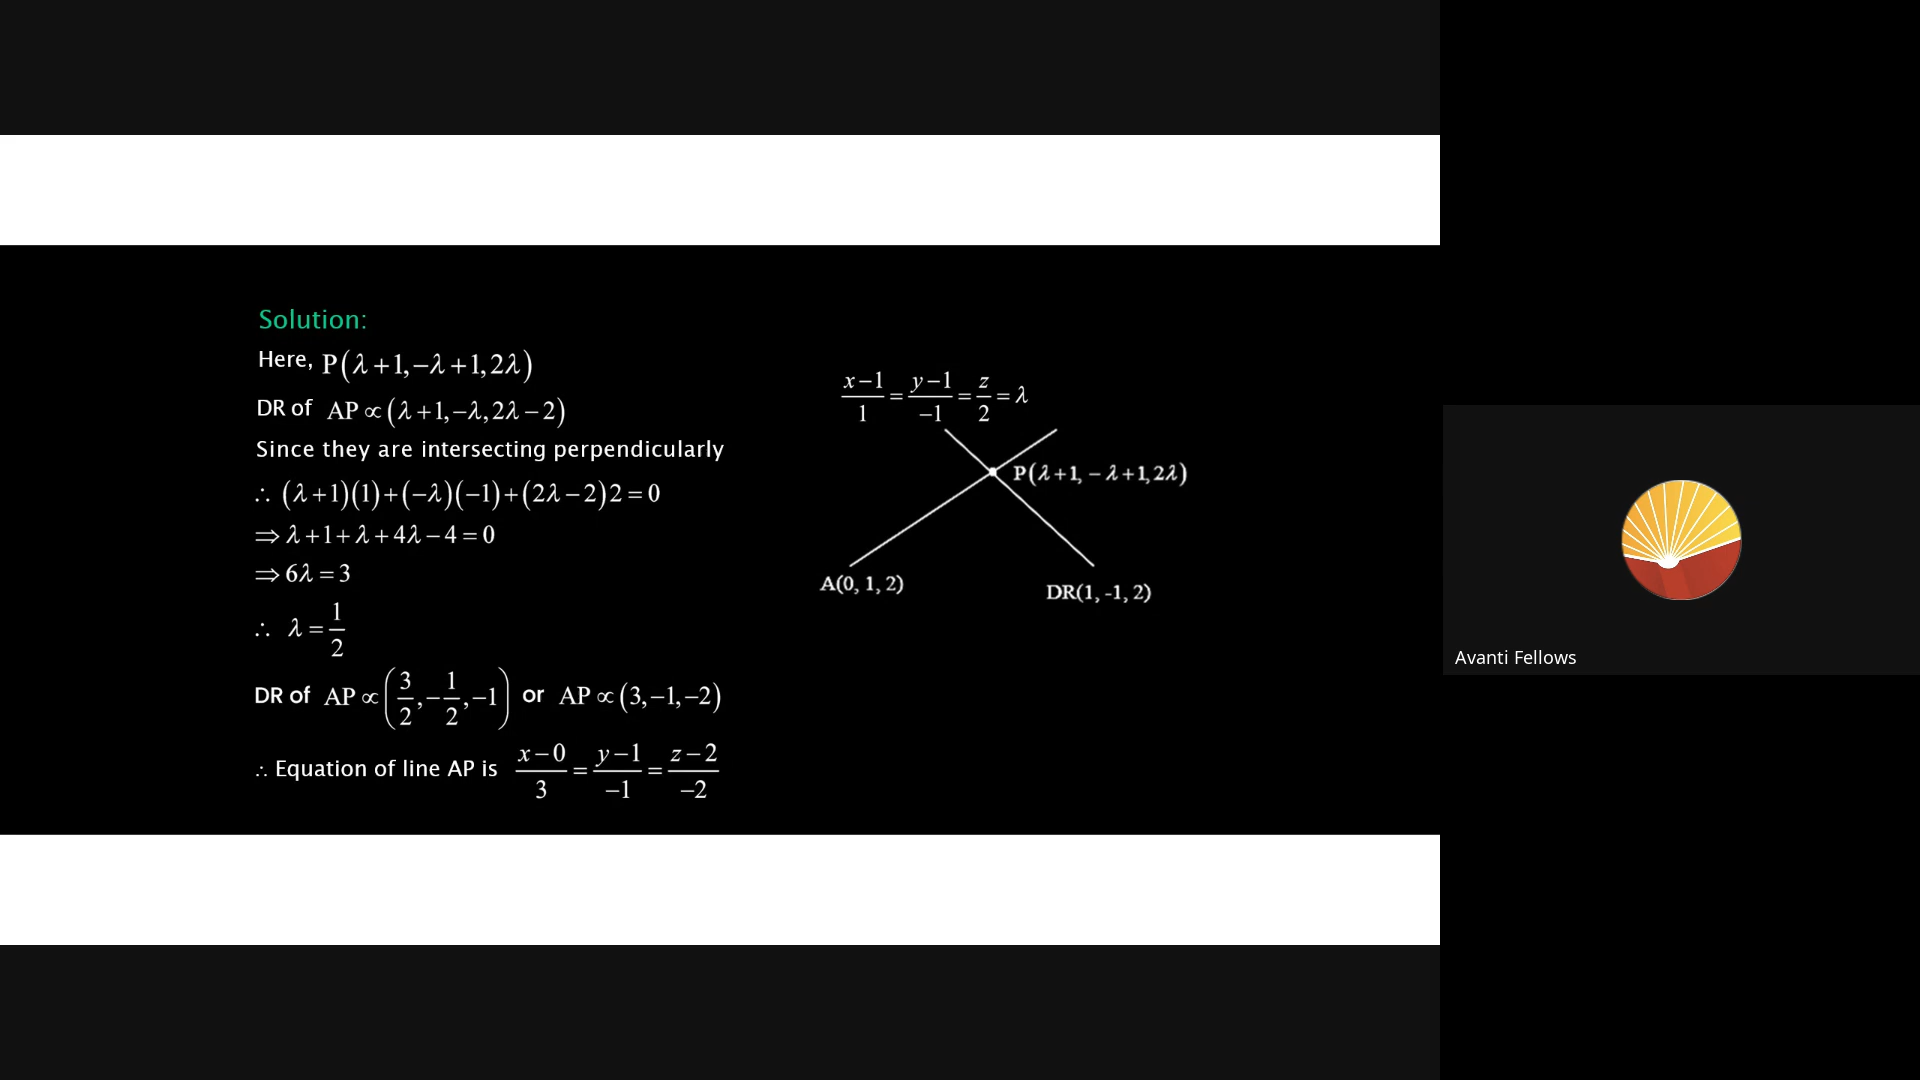 Solution:
Here, P(λ+1,−λ+1,2λ)
DR of AP ∝ (λ+1,−λ,2λ−2)
Since they are intersecting perpendicularly
∴ (λ+1)(1)+(−λ)(−1)+(2λ−2)2=0
⇒ λ+1+λ+4λ−4=0
⇒ 6λ=3
∴ λ=1/2
DR of AP ∝ (3/2,−1/2,−1) or AP ∝ (3,−1,−2)
∴ Equation of line AP is (x−0)/3 = (y−1)/−1 = (z−2)/−2
(x−1)/1 = (y−1)/−1 = z/2 = λ
P(λ+1, −λ+1,2λ)
A(0, 1, 2)
DR(1, -1, 2)
Avanti Fellows